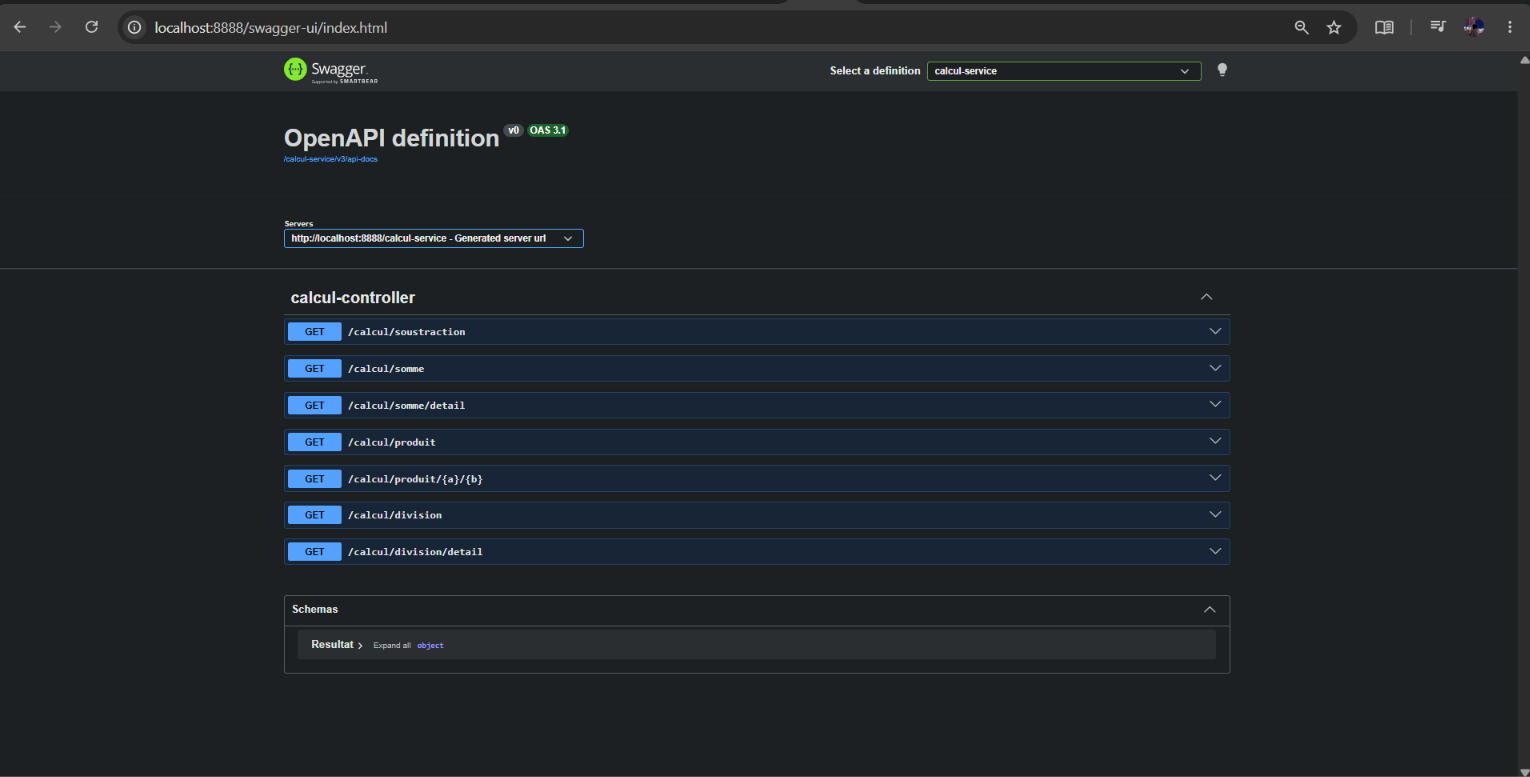 localhost:8888/swagger-ui/index.html
Swagger.
Supported by SMARTBEAR
Select a definition
calcul-service
OpenAPI definition v0 OAS 3.1
/calcul-service/v3/api-docs
Servers
http://localhost:8888/calcul-service - Generated server url
calcul-controller
GET /calcul/soustraction
GET /calcul/somme
GET /calcul/somme/detail
GET /calcul/produit
GET /calcul/produit/{a}/{b}
GET /calcul/division
GET /calcul/division/detail
Schemas
Resultat Expand all object